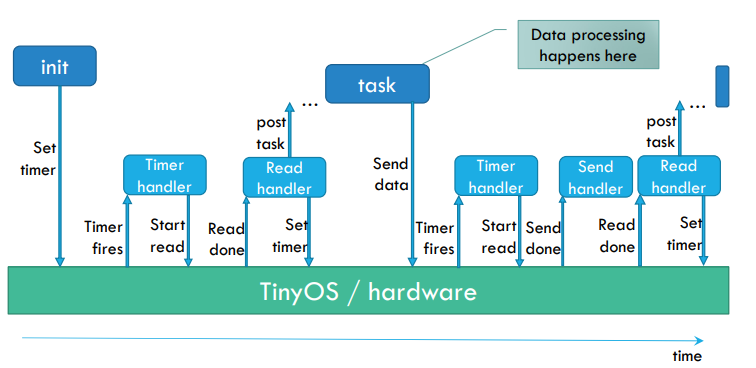 Data processing
happens here
init
task
...
...
post
task
post
task
Set
timer
Send
data
Timer
handler
Read
handler
Timer
handler
Send
handler
Read
handler
Timer
fires
Start
read
Read
done
Set
timer
Timer
fires
Start
read
Send
done
Read
done
Set
timer
TinyOS / hardware
time